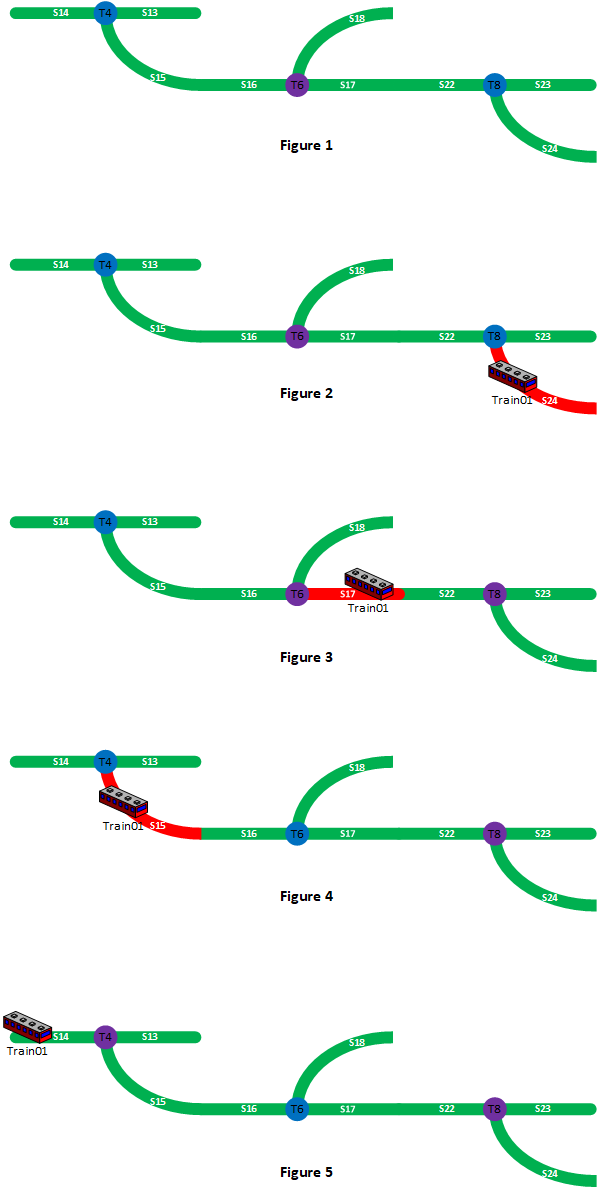 S14 T4 S13
S18
S15
S16 T6 S17 S22 T8 S23
S24
Figure 1
S14 T4 S13
S18
S15
S16 T6 S17 S22 T8 S23
Train01 S24
Figure 2
S14 T4 S13
S18
S15
S16 T6 S17 S22 T8 S23
Train01
S24
Figure 3
S14 T4 S13
S18
Train01 S15
S16 T6 S17 S22 T8 S23
S24
Figure 4
S14 T4 S13
Train01
S18
S15
S16 T6 S17 S22 T8 S23
S24
Figure 5